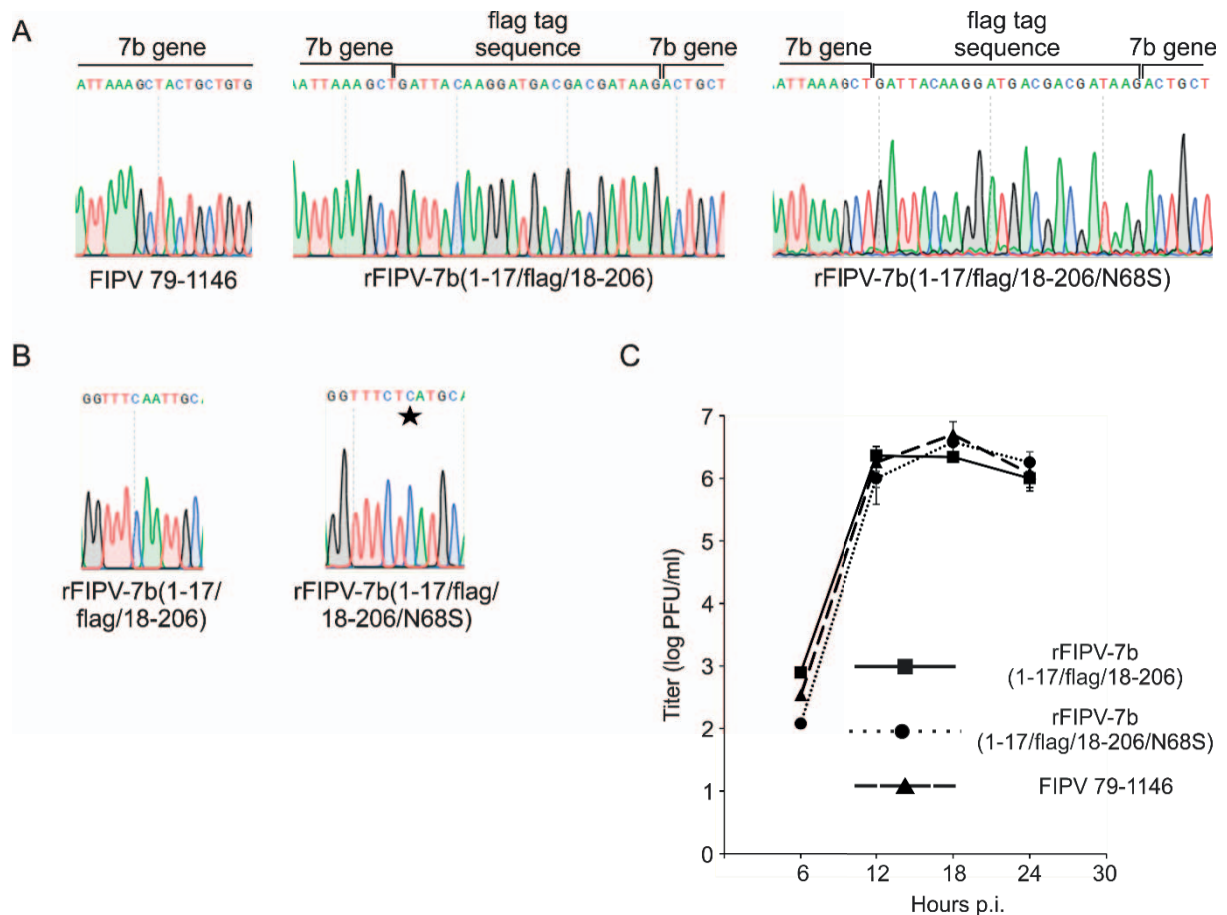 A
7b gene
ATTAAAGCTACTGCTGTG
FIPV 79-1146
7b gene
flag tag
sequence
7b gene
AATTAAAGCTGATTACAAGGATGACGACGATAAGACTGCT
rFIPV-7b(1-17/flag/18-206)
7b gene
flag tag
sequence
7b gene
ATTAAAGCTGATTACAAGGATGACGACGATAAGACTGCT
rFIPV-7b(1-17/flag/18-206/N68S)
B
GGTTTCAATTGC
rFIPV-7b(1-17/
flag/18-206)
GGTTTCTCATGCA
rFIPV-7b(1-17/flag/
18-206/N68S)
C
Titer (log PFU/ml)
7
6
5
4
3
2
1
0
6
12
18
24
30
Hours p.i.
rFIPV-7b
(1-17/flag/18-206)
rFIPV-7b
(1-17/flag/18-206/N68S)
FIPV 79-1146